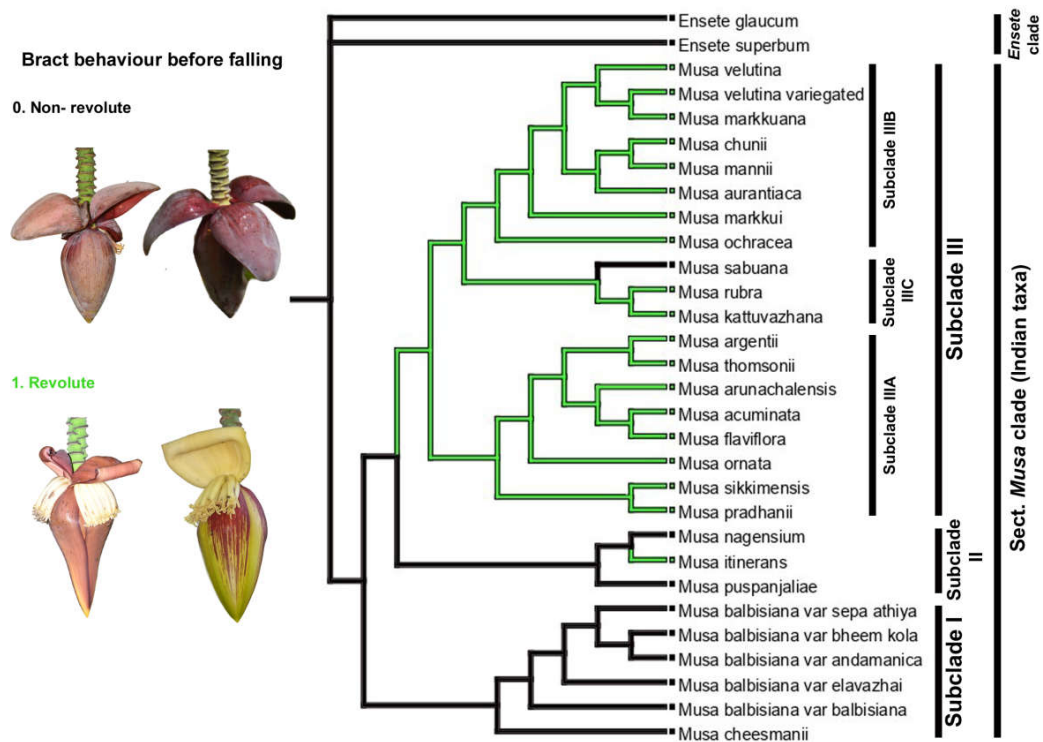 Bract behaviour before falling
0. Non- revolute
1. Revolute
Ensete glaucum
Ensete superbum
Musa velutina
Musa velutina variegated
Musa markkuana
Musa chunii
Musa mannii
Musa aurantiaca
Musa markkui
Musa ochracea
Musa sabuana
Musa rubra
Musa kattuvazhana
Musa argentii
Musa thomsonii
Musa arunachalensis
Musa acuminata
Musa flaviflora
Musa ornata
Musa sikkimensis
Musa pradhanii
Musa nagensium
Musa itinerans
Musa puspanjaliae
Musa balbisiana var sepa athiya
Musa balbisiana var bheem kola
Musa balbisiana var andamanica
Musa balbisiana var elavazhai
Musa balbisiana var balbisiana
Musa cheesmanii
Subclade IIIB
Subclade
IIIC
Subclade IIIA
Subclade III
Subclade
II
Subclade I
Ensete
clade
Sect. Musa clade (Indian taxa)